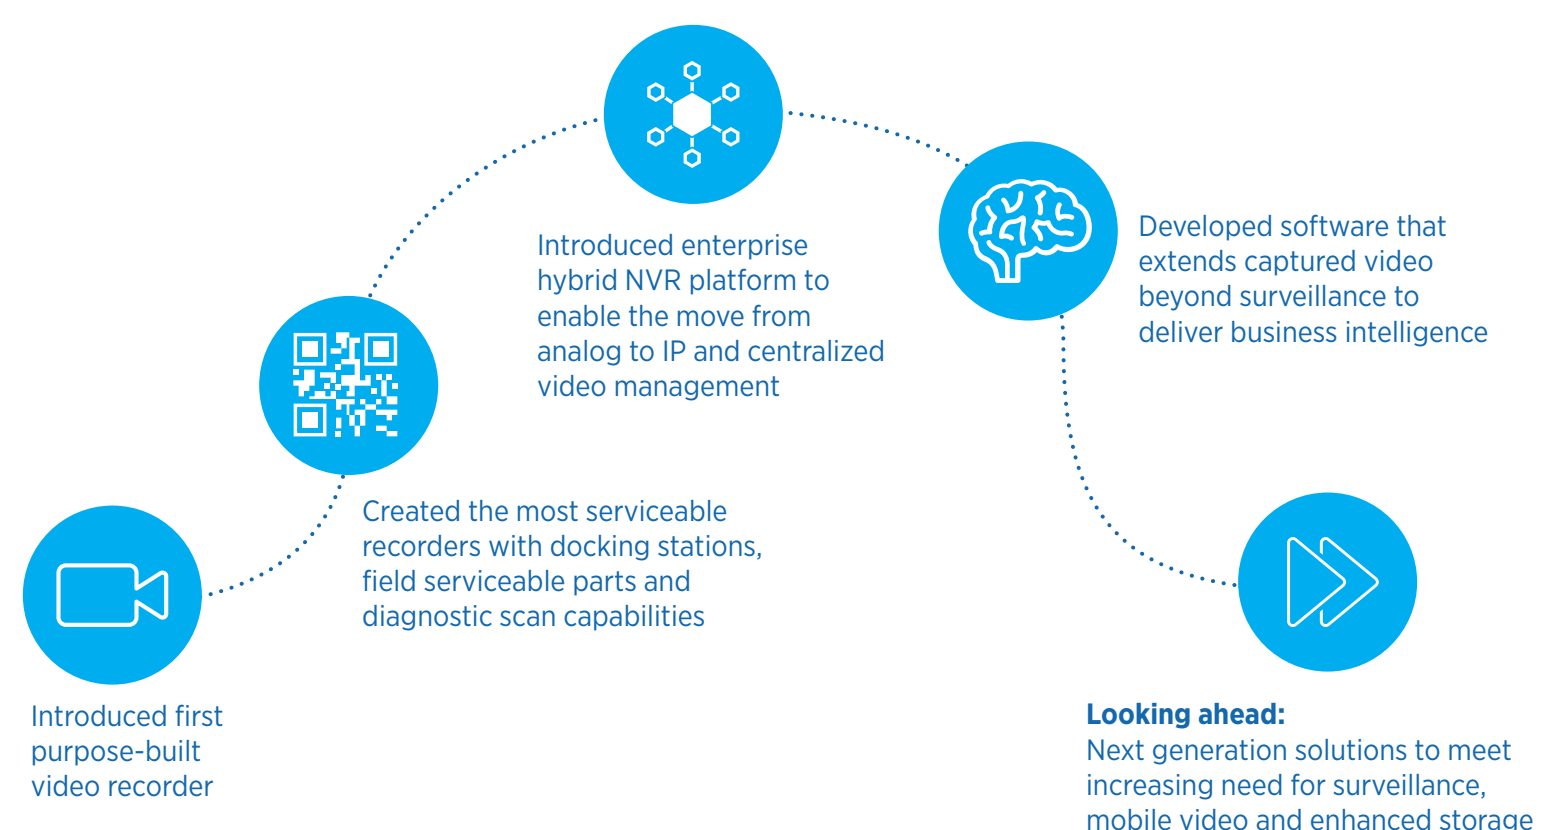 Introduced first
purpose-built
video recorder
Created the most serviceable
recorders with docking stations,
field serviceable parts and
diagnostic scan capabilities
Introduced enterprise
hybrid NVR platform to
enable the move from
analog to IP and centralized
video management
Developed software that
extends captured video
beyond surveillance to
deliver business intelligence
Looking ahead:
Next generation solutions to meet
increasing need for surveillance,
mobile video and enhanced storage